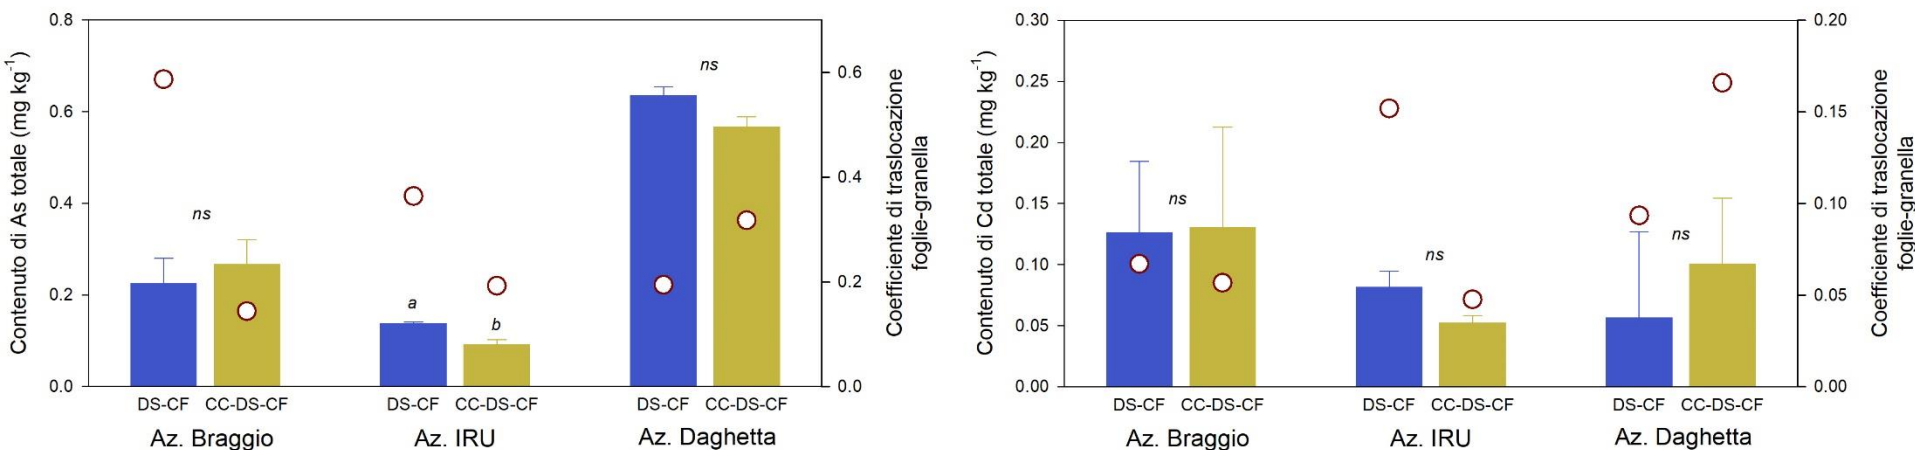 Contenuto di As totale (mg kg-1)
0.8
0.6
0.4
0.2
0.0
ns
a
b
ns
0.6
0.4
0.2
0.0
Coefficiente di traslocazione
foglie-granella
DS-CF CC-DS-CF DS-CF CC-DS-CF DS-CF CC-DS-CF
Az. Braggio Az. IRU Az. Daghetta
Contenuto di Cd totale (mg kg-1)
0.30
0.25
0.20
0.15
0.10
0.05
0.00
ns
ns
ns
0.20
0.15
0.10
0.05
0.00
Coefficiente di traslocazione
foglie-granella
DS-CF CC-DS-CF DS-CF CC-DS-CF DS-CF CC-DS-CF
Az. Braggio Az. IRU Az. Daghetta